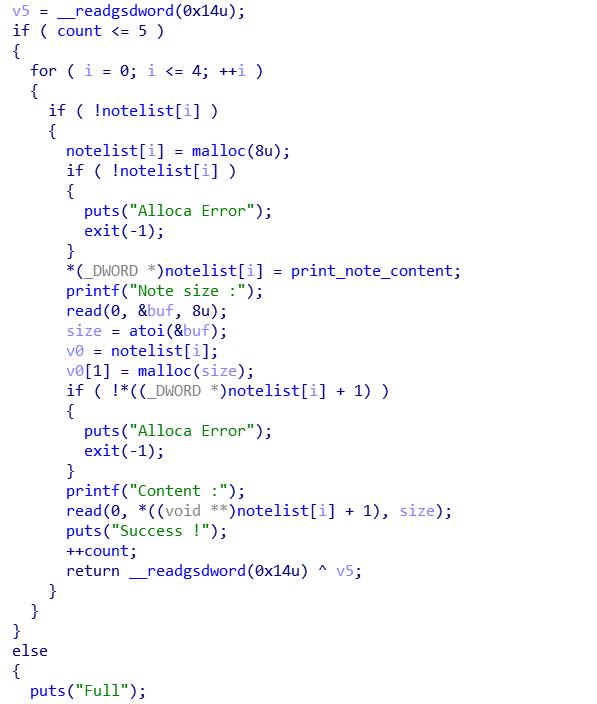 v5 = __readgsdword(0x14u);
if ( count <= 5 )
{
  for ( i = 0; i <= 4; ++i )
  {
    if ( !notelist[i] )
    {
      notelist[i] = malloc(8u);
      if ( !notelist[i] )
      {
        puts("Alloca Error");
        exit(-1);
      }
      *(_DWORD *)notelist[i] = print_note_content;
      printf("Note size :");
      read(0, &buf, 8u);
      size = atoi(&buf);
      v0 = notelist[i];
      v0[1] = malloc(size);
      if ( !*((_DWORD *)notelist[i] + 1) )
      {
        puts("Alloca Error");
        exit(-1);
      }
      printf("Content :");
      read(0, *((void **)notelist[i] + 1), size);
      puts("Success !");
      ++count;
      return __readgsdword(0x14u) ^ v5;
    }
  }
}
else
{
  puts("Full");